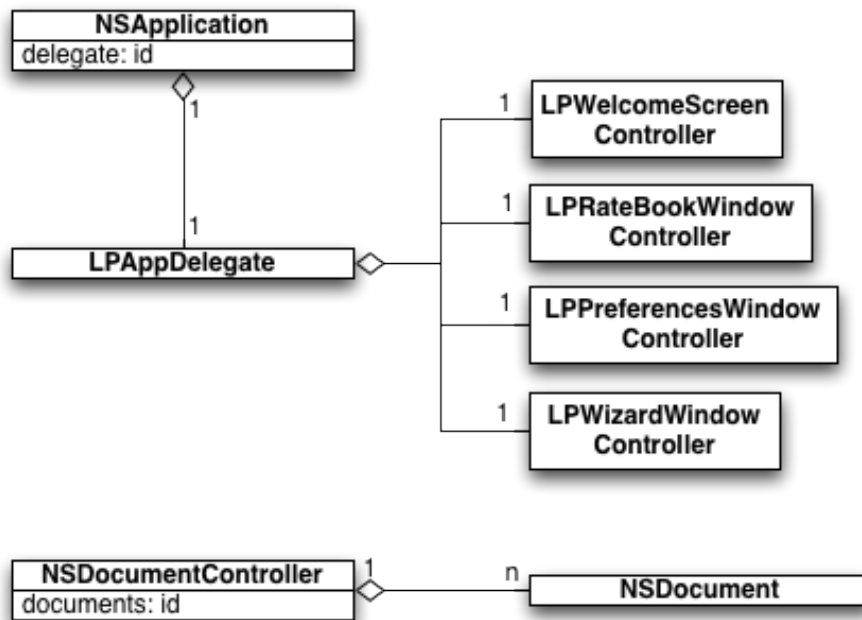 NSApplication
delegate: id
1
1
LPAppDelegate
1
LPWelcomeScreen
Controller
1
LPRateBookWindow
Controller
1
LPPreferencesWindow
Controller
1
LPWizardWindow
Controller
NSDocumentController
documents: id
1
n
NSDocument